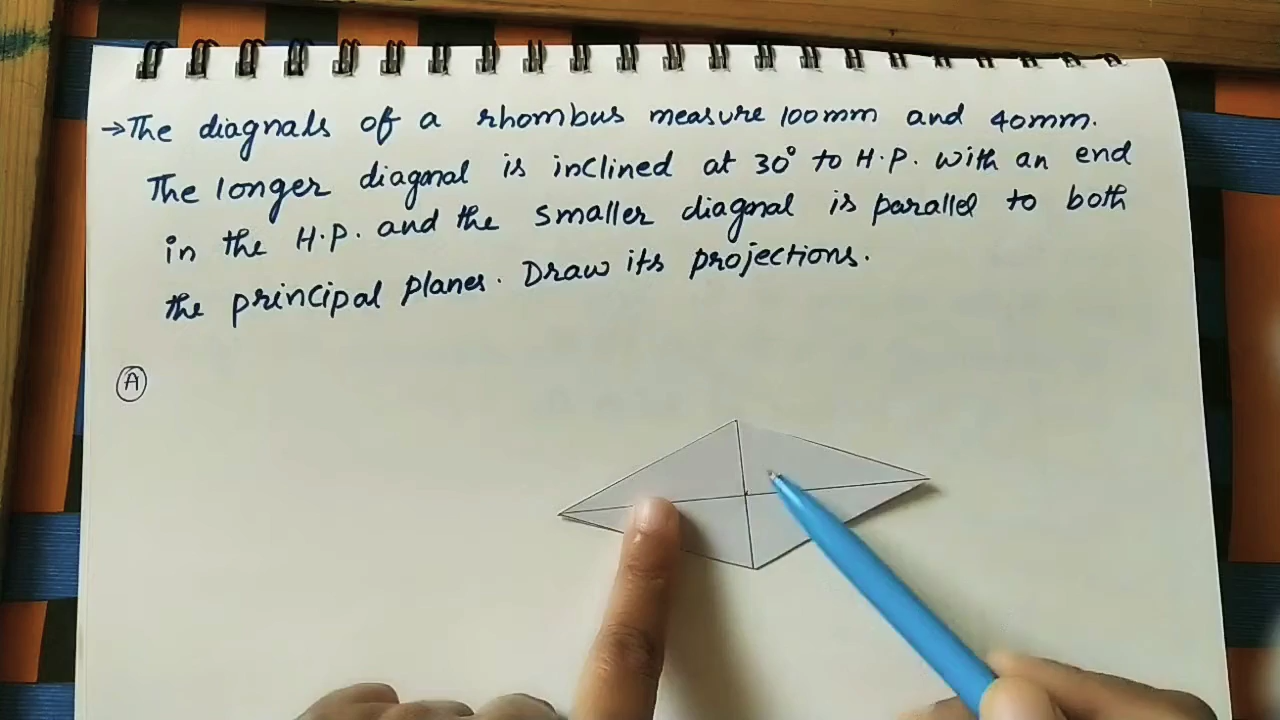 →The diagnals of a rhombus measure 100mm and 40mm.
The longer diagonal is inclined at 30° to H.P. with an end
in the H.P. and the smaller diagnal is parallel to both
the principal planes. Draw its projections.
A